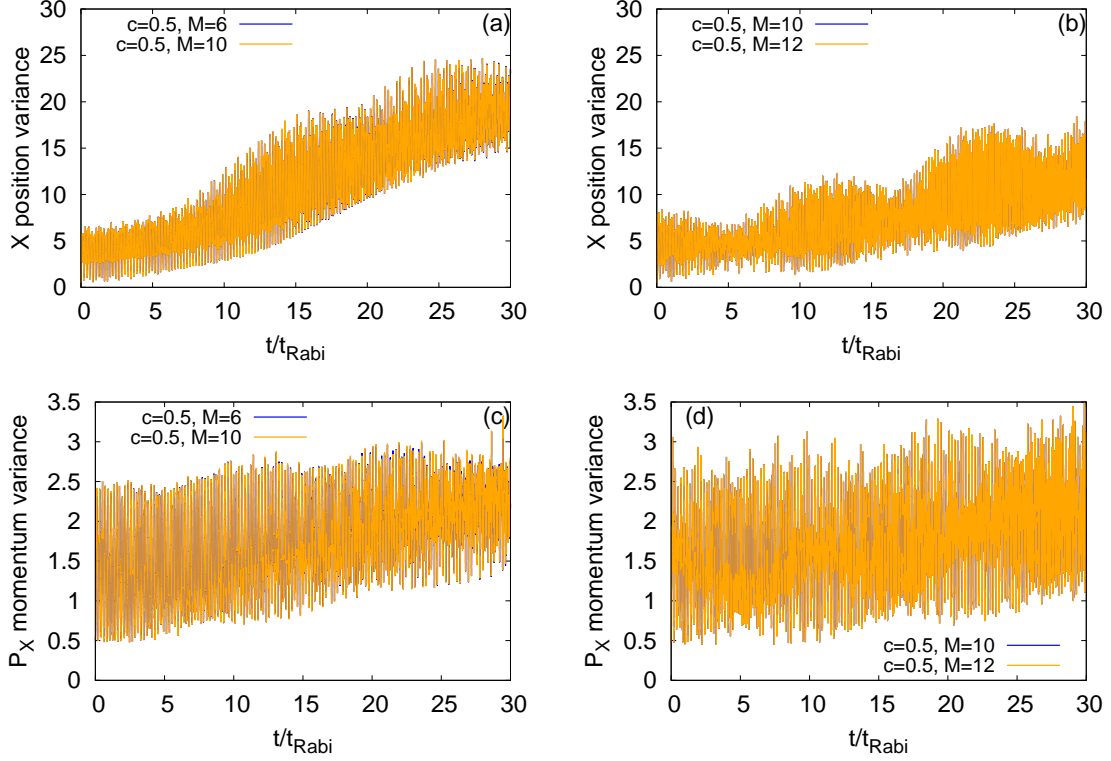 (a)
c=0.5, M=6
c=0.5, M=10
X position variance
30
25
20
15
10
5
0
0 5 10 15 20 25 30
t/tRabi
(b)
c=0.5, M=10
c=0.5, M=12
X position variance
30
25
20
15
10
5
0
0 5 10 15 20 25 30
t/tRabi
(c)
c=0.5, M=6
c=0.5, M=10
PX momentum variance
3.5
3
2.5
2
1.5
1
0.5
0
0 5 10 15 20 25 30
t/tRabi
(d)
PX momentum variance
3.5
3
2.5
2
1.5
1
0.5
0
c=0.5, M=10
c=0.5, M=12
0 5 10 15 20 25 30
t/tRabi